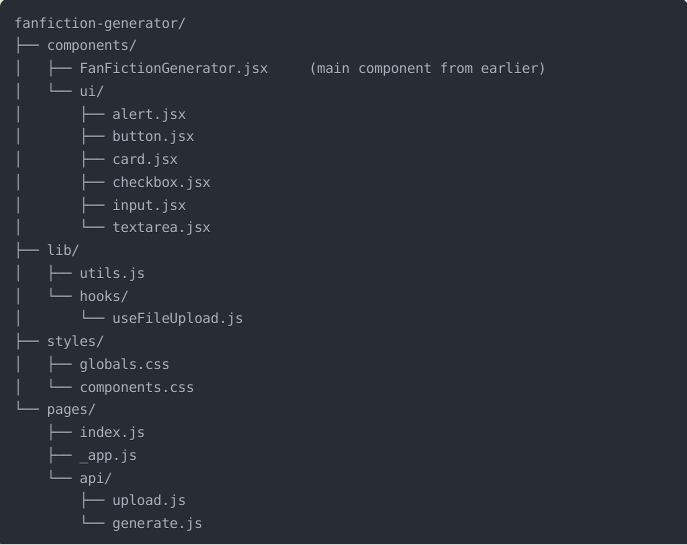 fanfiction-generator/
├── components/
│   ├── FanFictionGenerator.jsx     (main component from earlier)
│   └── ui/
│       ├── alert.jsx
│       ├── button.jsx
│       ├── card.jsx
│       ├── checkbox.jsx
│       ├── input.jsx
│       └── textarea.jsx
├── lib/
│   ├── utils.js
│   └── hooks/
│       └── useFileUpload.js
├── styles/
│   ├── globals.css
│   └── components.css
└── pages/
    ├── index.js
    ├── _app.js
    └── api/
        ├── upload.js
        └── generate.js